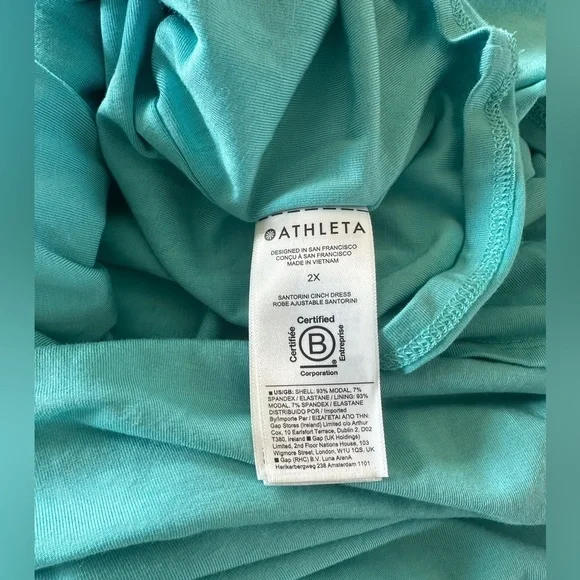 ATHLETA
DESIGNED IN SAN FRANCISCO
CONÇU À SAN FRANCISCO
MADE IN VIETNAM
2X
SANTORINI CINCH DRESS
ROBE AJUSTABLE SANTORINI
Certified
Certifiée
B
®
Entreprise
Corporation
US/GB: SHELL: 93% MODAL, 7%
SPANDEX / ELASTANE / LINING: 93%
MODAL, 7% SPANDEX / ELASTANE
DISTRIBUIDO POR / Imported
By/Importe Par / ΕΙΣΑΓΕΤΑΙ ΑΠΟ ΤΗΝ:
Gap Stores (Ireland) Limited c/o Arthur
Cox, 10 Earlsfort Terrace, Dublin 2, D02
T380, Ireland ■ Gap (UK Holdings)
Limited, 2nd Floor Nations House, 103
Wigmore Street, London, W1U 1QS, UK
■ Gap (RHC) B.V. Luna ArenA
Herikerbergweg 238 Amsterdam 1101